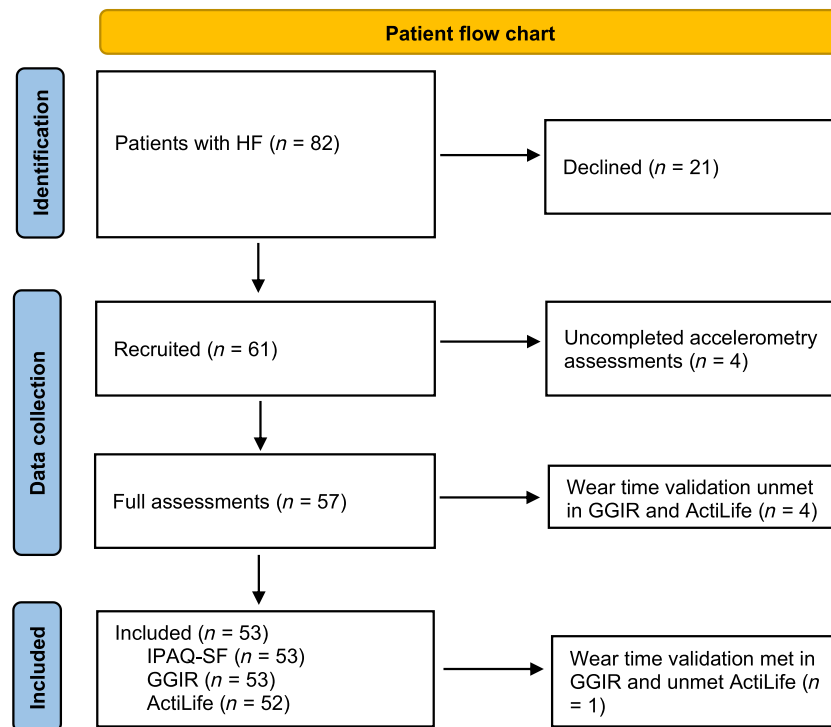 Patient flow chart
Identification
Patients with HF (n = 82)
Declined (n = 21)
Data collection
Recruited (n = 61)
Uncompleted accelerometry
assessments (n = 4)
Full assessments (n = 57)
Wear time validation unmet
in GGIR and ActiLife (n = 4)
Included
Included (n = 53)
IPAQ-SF (n = 53)
GGIR (n = 53)
ActiLife (n = 52)
Wear time validation met in
GGIR and unmet ActiLife (n
= 1)